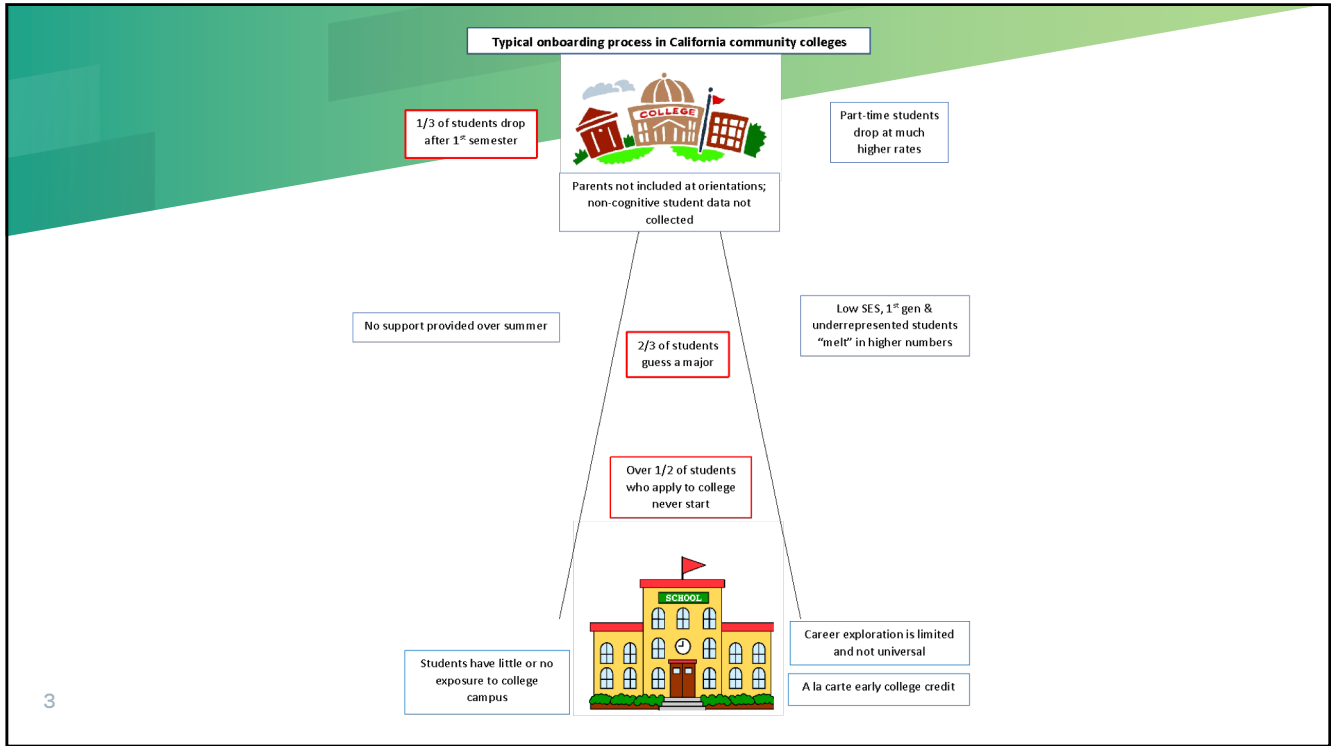 Typical onboarding process in California community colleges
COLLEGE
1/3 of students drop
after 1st semester
Part-time students
drop at much
higher rates
Parents not included at orientations;
non-cognitive student data not
collected
No support provided over summer
Low SES, 1st gen &
underrepresented students
“melt” in higher numbers
2/3 of students
guess a major
Over 1/2 of students
who apply to college
never start
SCHOOL
Students have little or no
exposure to college
campus
Career exploration is limited
and not universal
A la carte early college credit
3